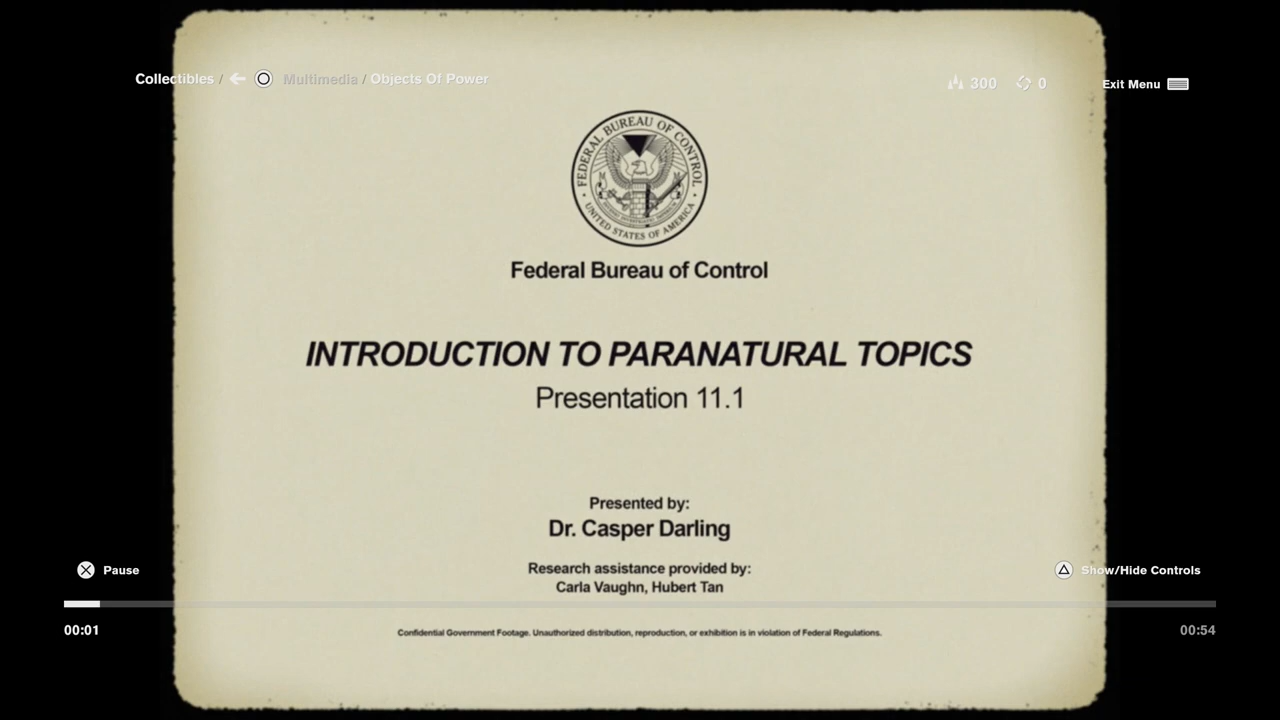 Collectibles / Multimedia / Objects Of Power
300
0
Exit Menu
FEDERAL BUREAU OF CONTROL
UNITED STATES OF AMERICA
Federal Bureau of Control
INTRODUCTION TO PARANATURAL TOPICS
Presentation 11.1
Presented by:
Dr. Casper Darling
Research assistance provided by:
Carla Vaughn, Hubert Tan
Pause
Show/Hide Controls
00:01
00:54
Confidential Government Footage. Unauthorized distribution, reproduction, or exhibition is in violation of Federal Regulations.